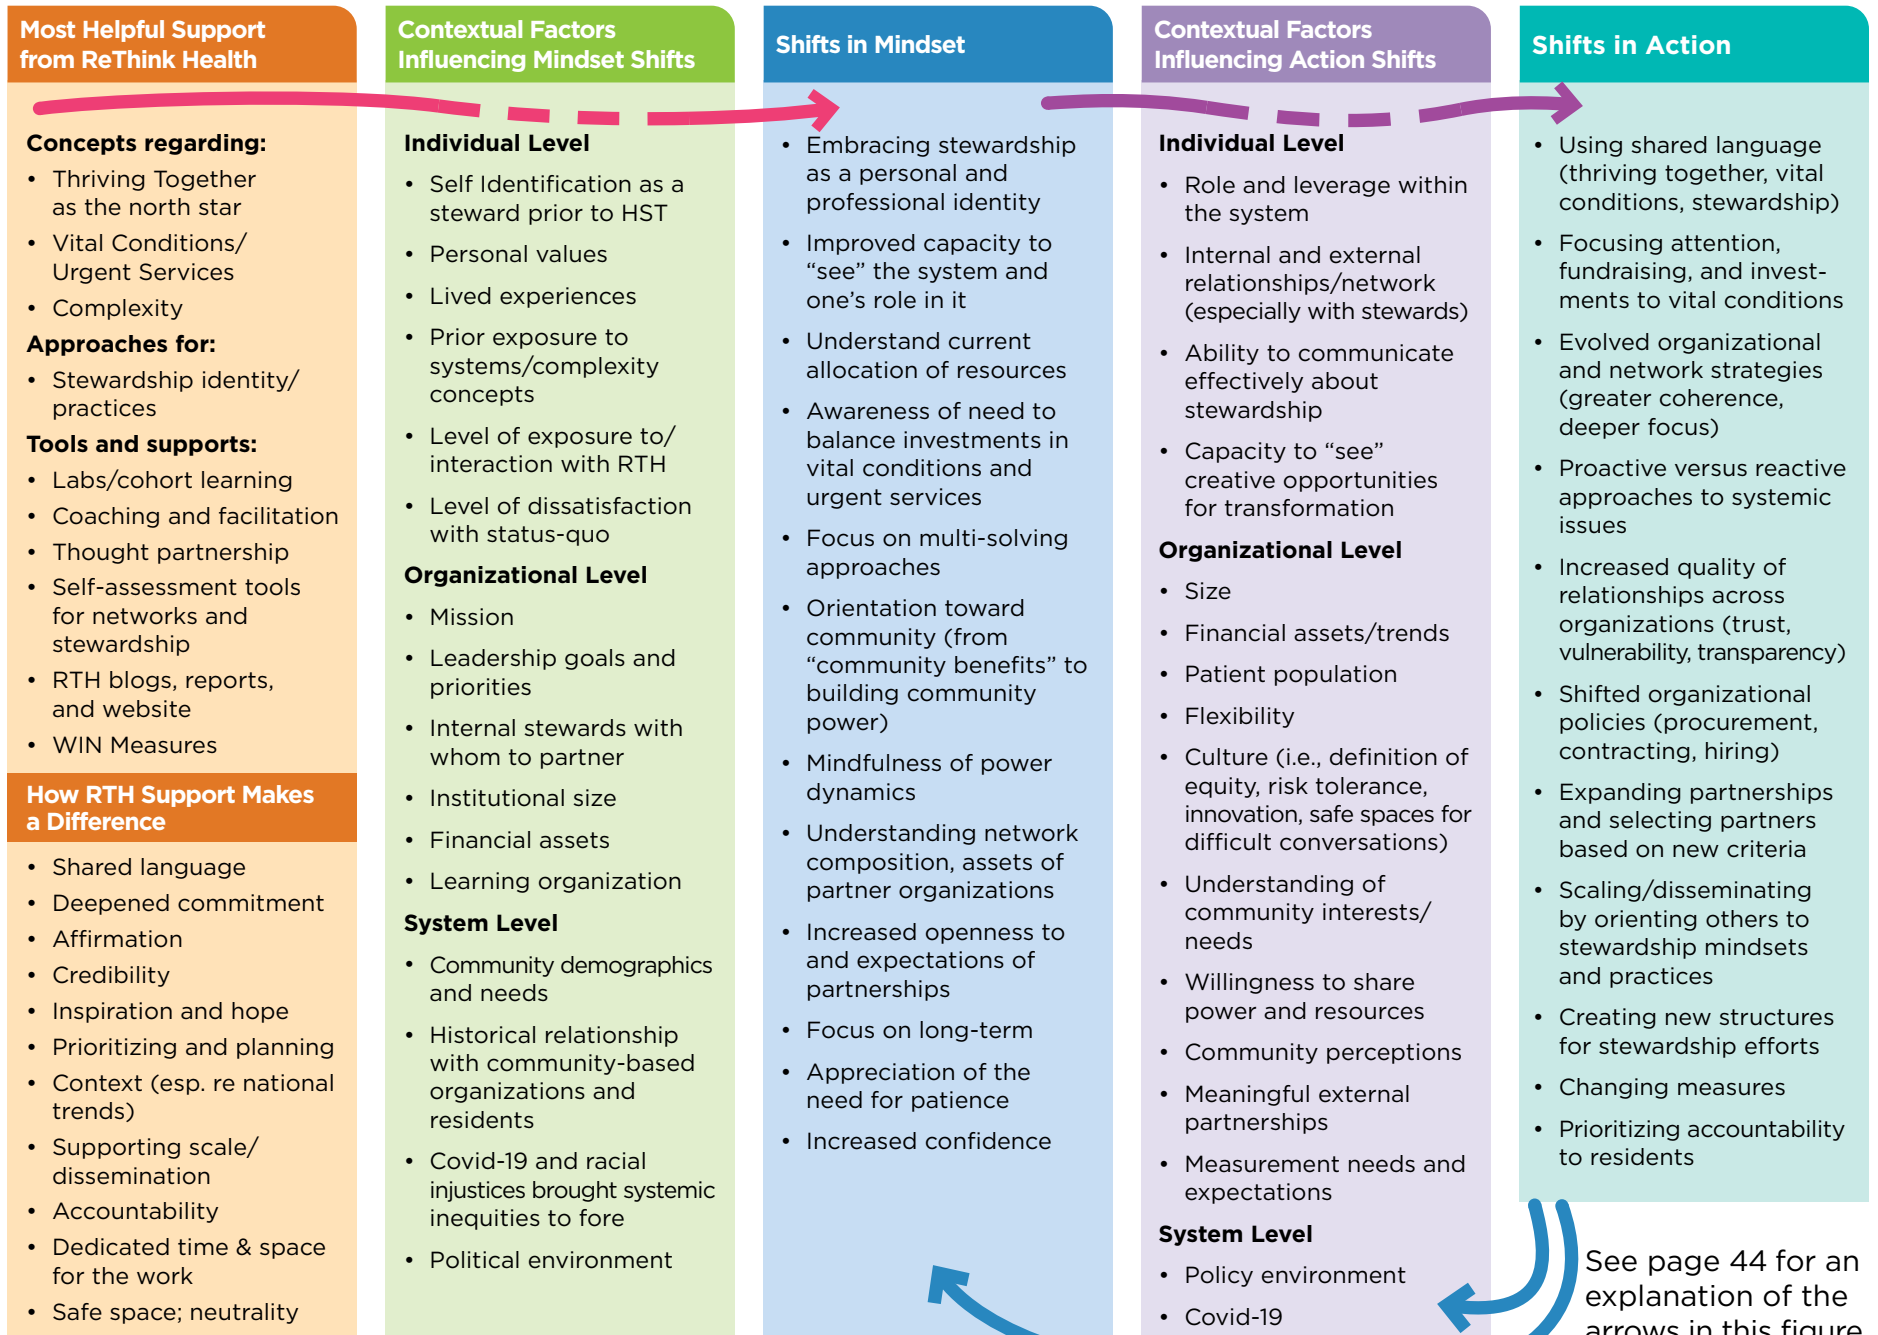 Most Helpful Support
from ReThink Health
Concepts regarding:
• Thriving Together
as the north star
• Vital Conditions/
Urgent Services
• Complexity
Approaches for:
• Stewardship identity/
practices
Tools and supports:
• Labs/cohort learning
• Coaching and facilitation
• Thought partnership
• Self-assessment tools
for networks and
stewardship
• RTH blogs, reports,
and website
• WIN Measures
How RTH Support Makes
a Difference
• Shared language
• Deepened commitment
• Affirmation
• Credibility
• Inspiration and hope
• Prioritizing and planning
• Context (esp. re national
trends)
• Supporting scale/
dissemination
• Accountability
• Dedicated time & space
for the work
• Safe space; neutrality
Contextual Factors
Influencing Mindset Shifts
Individual Level
• Self Identification as a
steward prior to HST
• Personal values
• Lived experiences
• Prior exposure to
systems/complexity
concepts
• Level of exposure to/
interaction with RTH
• Level of dissatisfaction
with status-quo
Organizational Level
• Mission
• Leadership goals and
priorities
• Internal stewards with
whom to partner
• Institutional size
• Financial assets
• Learning organization
System Level
• Community demographics
and needs
• Historical relationship
with community-based
organizations and
residents
• Covid-19 and racial
injustices brought systemic
inequities to fore
• Political environment
Shifts in Mindset
• Embracing stewardship
as a personal and
professional identity
• Improved capacity to
“see” the system and
one’s role in it
• Understand current
allocation of resources
• Awareness of need to
balance investments in
vital conditions and
urgent services
• Focus on multi-solving
approaches
• Orientation toward
community (from
“community benefits” to
building community
power)
• Mindfulness of power
dynamics
• Understanding network
composition, assets of
partner organizations
• Increased openness to
and expectations of
partnerships
• Focus on long-term
• Appreciation of the
need for patience
• Increased confidence
Contextual Factors
Influencing Action Shifts
Individual Level
• Role and leverage within
the system
• Internal and external
relationships/network
(especially with stewards)
• Ability to communicate
effectively about
stewardship
• Capacity to “see”
creative opportunities
for transformation
Organizational Level
• Size
• Financial assets/trends
• Patient population
• Flexibility
• Culture (i.e., definition of
equity, risk tolerance,
innovation, safe spaces for
difficult conversations)
• Understanding of
community interests/
needs
• Willingness to share
power and resources
• Community perceptions
• Meaningful external
partnerships
• Measurement needs and
expectations
System Level
• Policy environment
• Covid-19
Shifts in Action
• Using shared language
(thriving together, vital
conditions, stewardship)
• Focusing attention,
fundraising, and invest-
ments to vital conditions
• Evolved organizational
and network strategies
(greater coherence,
deeper focus)
• Proactive versus reactive
approaches to systemic
issues
• Increased quality of
relationships across
organizations (trust,
vulnerability, transparency)
• Shifted organizational
policies (procurement,
contracting, hiring)
• Expanding partnerships
and selecting partners
based on new criteria
• Scaling/disseminating
by orienting others to
stewardship mindsets
and practices
• Creating new structures
for stewardship efforts
• Changing measures
• Prioritizing accountability
to residents
See page 44 for an
explanation of the
arrows in this figure